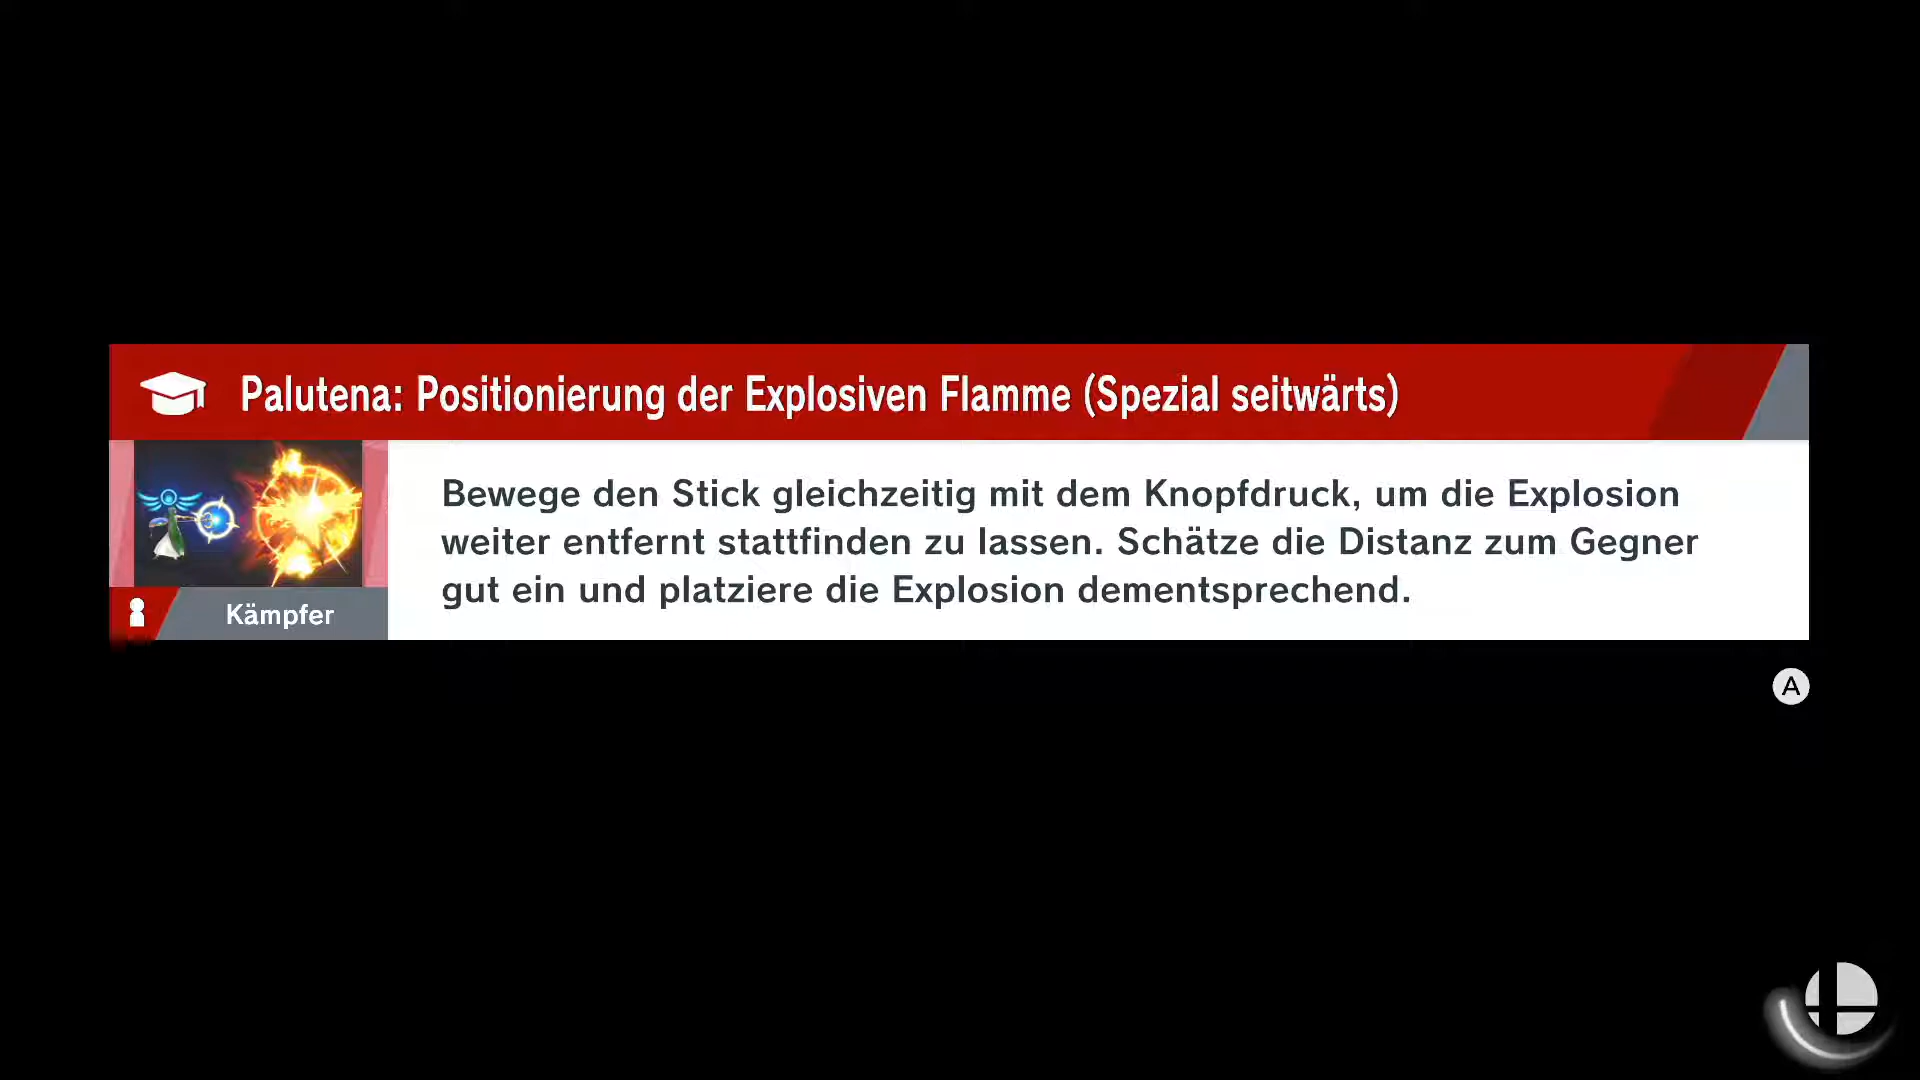 Palutena: Positionierung der Explosiven Flamme (Spezial seitwärts)
Bewege den Stick gleichzeitig mit dem Knopfdruck, um die Explosion
weiter entfernt stattfinden zu lassen. Schätze die Distanz zum Gegner
gut ein und platziere die Explosion dementsprechend.
Kämpfer
A